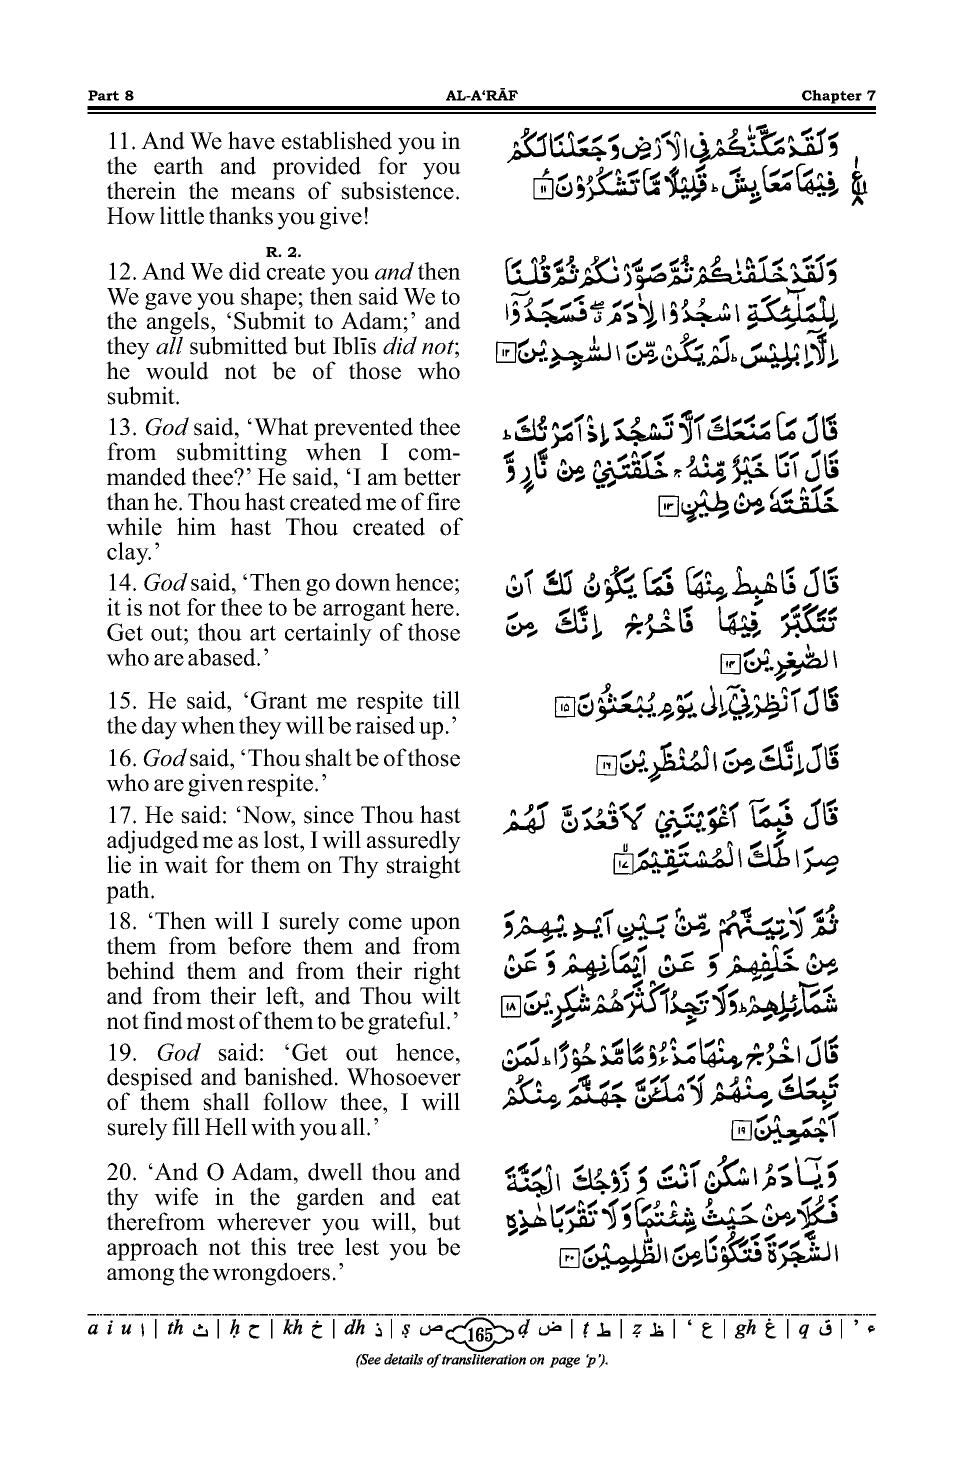 Part 8 AL-A‘RĀF Chapter 7
11. And We have established you in
the earth and provided for you
therein the means of subsistence.
How little thanks you give!
وَلَقَدْ مَكَّنّٰكُمْ فِي الْاَرْضِ وَجَعَلْنَا لَكُمْ
فِيْهَا مَعَايِشَ ؕ قَلِيْلًا مَّا تَشْكُرُوْنَ ۱۱
R. 2.
12. And We did create you and then
We gave you shape; then said We to
the angels, ‘Submit to Adam;’ and
they all submitted but Iblīs did not;
he would not be of those who
submit.
وَلَقَدْ خَلَقْنٰكُمْ ثُمَّ صَوَّرْنٰكُمْ ثُمَّ قُلْنَا
لِلْمَلٰٓئِكَةِ اسْجُدُوْا لِاٰدَمَ ۖ فَسَجَدُوْۤا
اِلَّاۤ اِبْلِيْسَ ؕ لَمْ يَكُنْ مِّنَ السّٰجِدِيْنَ ۱۲
13. God said, ‘What prevented thee
from submitting when I com-
manded thee?’ He said, ‘I am better
than he. Thou hast created me of fire
while him hast Thou created of
clay.’
قَالَ مَا مَنَعَكَ اَلَّا تَسْجُدَ اِذْ اَمَرْتُكَ ؕ
قَالَ اَنَا خَيْرٌ مِّنْهُ ۚ خَلَقْتَنِيْ مِنْ نَّارٍ وَّ
خَلَقْتَهٗ مِنْ طِيْنٍ ۱۳
14. God said, ‘Then go down hence;
it is not for thee to be arrogant here.
Get out; thou art certainly of those
who are abased.’
قَالَ فَاهْبِطْ مِنْهَا فَمَا يَكُوْنُ لَكَ اَنْ
تَتَكَبَّرَ فِيْهَا فَاخْرُجْ اِنَّكَ مِنَ
الصّٰغِرِيْنَ ۱۴
15. He said, ‘Grant me respite till
the day when they will be raised up.’
قَالَ اَنْظِرْنِيْۤ اِلٰى يَوْمِ يُبْعَثُوْنَ ۱۵
16. God said, ‘Thou shalt be of those
who are given respite.’
قَالَ اِنَّكَ مِنَ الْمُنْظَرِيْنَ ۱۶
17. He said: ‘Now, since Thou hast
adjudged me as lost, I will assuredly
lie in wait for them on Thy straight
path.
قَالَ فَبِمَاۤ اَغْوَيْتَنِيْ لَاَقْعُدَنَّ لَهُمْ
صِرَاطَكَ الْمُسْتَقِيْمَ ۱۷
18. ‘Then will I surely come upon
them from before them and from
behind them and from their right
and from their left, and Thou wilt
not find most of them to be grateful.’
ثُمَّ لَاٰتِيَنَّهُمْ مِّنْۢ بَيْنِ اَيْدِيْهِمْ وَ
مِنْ خَلْفِهِمْ وَ عَنْ اَيْمَانِهِمْ وَ عَنْ
شَمَآئِلِهِمْ ؕ وَلَا تَجِدُ اَكْثَرَهُمْ شٰكِرِيْنَ ۱۸
19. God said: ‘Get out hence,
despised and banished. Whosoever
of them shall follow thee, I will
surely fill Hell with you all.’
قَالَ اخْرُجْ مِنْهَا مَذْءُوْمًا مَّدْحُوْرًا ؕ لَمَنْ
تَبِعَكَ مِنْهُمْ لَاَمْلَـَٔنَّ جَهَنَّمَ مِنْكُمْ
اَجْمَعِيْنَ ۱۹
20. ‘And O Adam, dwell thou and
thy wife in the garden and eat
therefrom wherever you will, but
approach not this tree lest you be
among the wrongdoers.’
وَيٰۤاٰدَمُ اسْكُنْ اَنْتَ وَ زَوْجُكَ الْجَنَّةَ
فَكُلَا مِنْ حَيْثُ شِئْتُمَا وَلَا تَقْرَبَا هٰذِهِ
الشَّجَرَةَ فَتَكُوْنَا مِنَ الظّٰلِمِيْنَ ۲۰
a i u ا | th ث | ḥ ح | kh خ | dh ذ | ṣ ص 165 ḍ ض | ṭ ط | ẓ ظ | ‘ ع | gh غ | q ق | ’ ء
(See details of transliteration on page ‘p’).